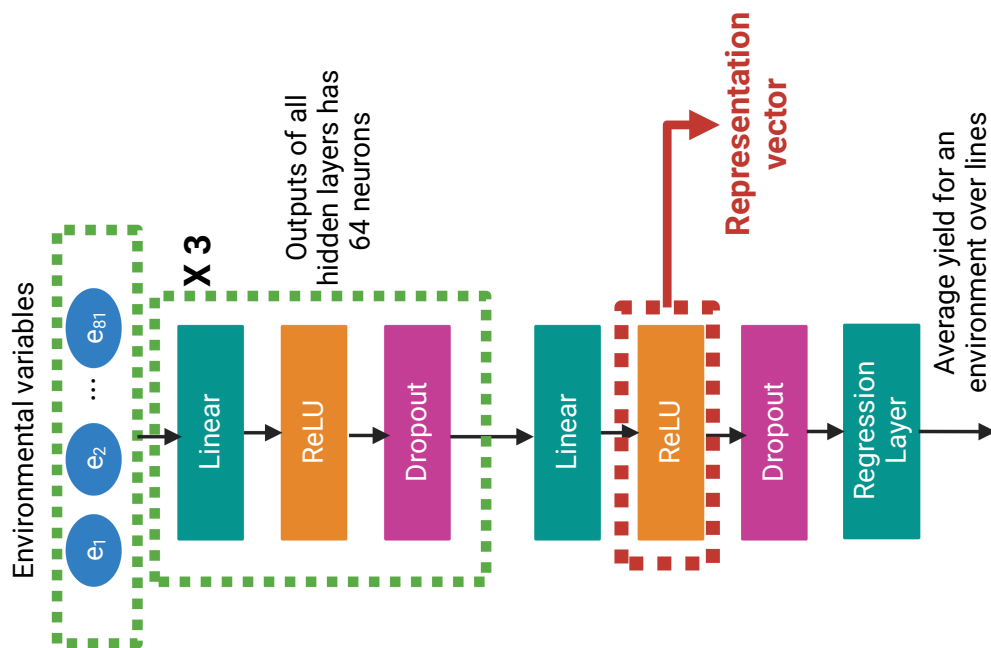 Environmental variables
e1
e2
...
e81
X 3
Linear
ReLU
Dropout
Outputs of all
hidden layers has
64 neurons
Linear
ReLU
Representation
vector
Dropout
Regression
Layer
Average yield for an
environment over lines